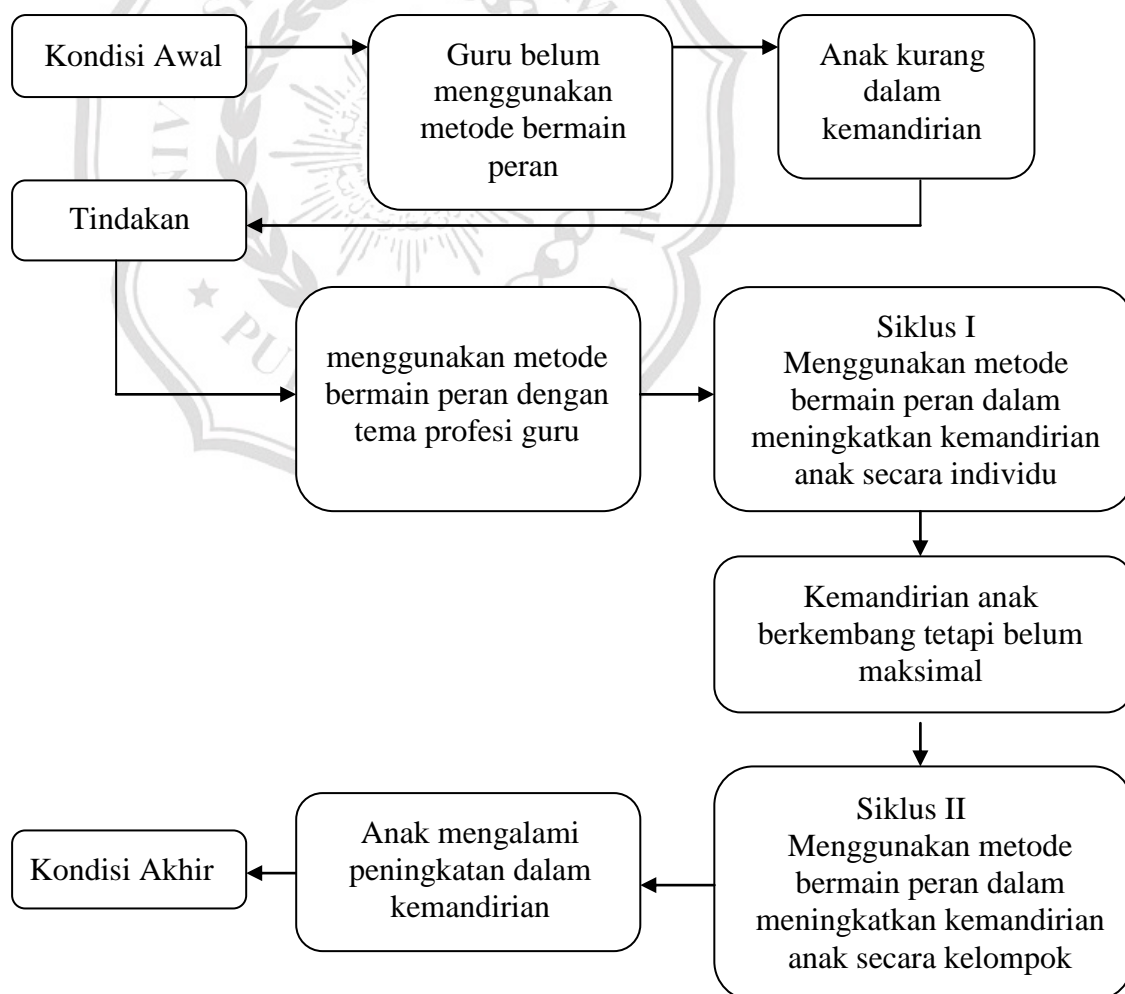 Kondisi Awal
Guru belum
menggunakan
metode bermain
peran
Anak kurang
dalam
kemandirian
Tindakan
menggunakan metode
bermain peran dengan
tema profesi guru
Siklus I
Menggunakan metode
bermain peran dalam
meningkatkan kemandirian
anak secara individu
Kemandirian anak
berkembang tetapi belum
maksimal
Siklus II
Menggunakan metode
bermain peran dalam
meningkatkan kemandirian
anak secara kelompok
Anak mengalami
peningkatan dalam
kemandirian
Kondisi Akhir